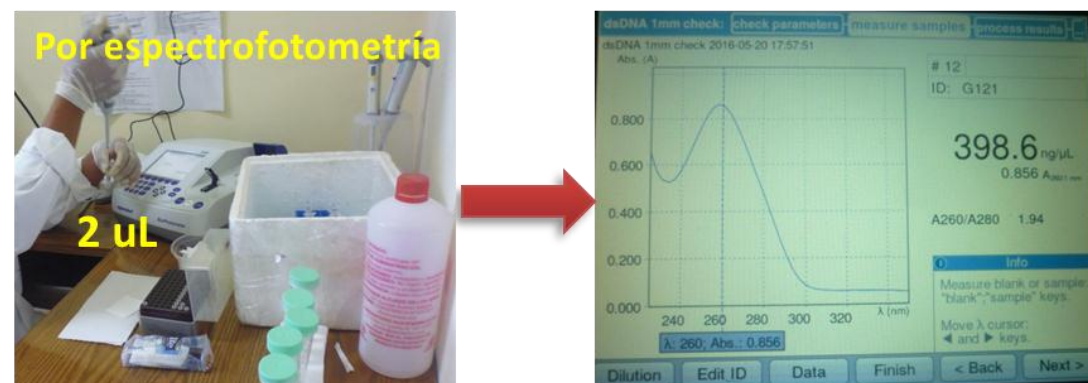 Por espectrofotometría
2 uL
dsDNA 1mm check: check parameters measure samples process results
dsDNA 1mm check 2016-05-20 17:57:51
Abs. (A)
# 12
ID: G121
0.800
0.600
0.400
0.200
0.000
240 260 280 300 320 λ (nm)
398.6 ng/µL
0.856
A260/A280 1.94
Info
Measure blank or sample:
"blank";"sample" keys.
Move λ cursor:
◀ and ▶ keys.
λ: 260; Abs.: 0.856
Dilution Edit ID Data Finish < Back Next >